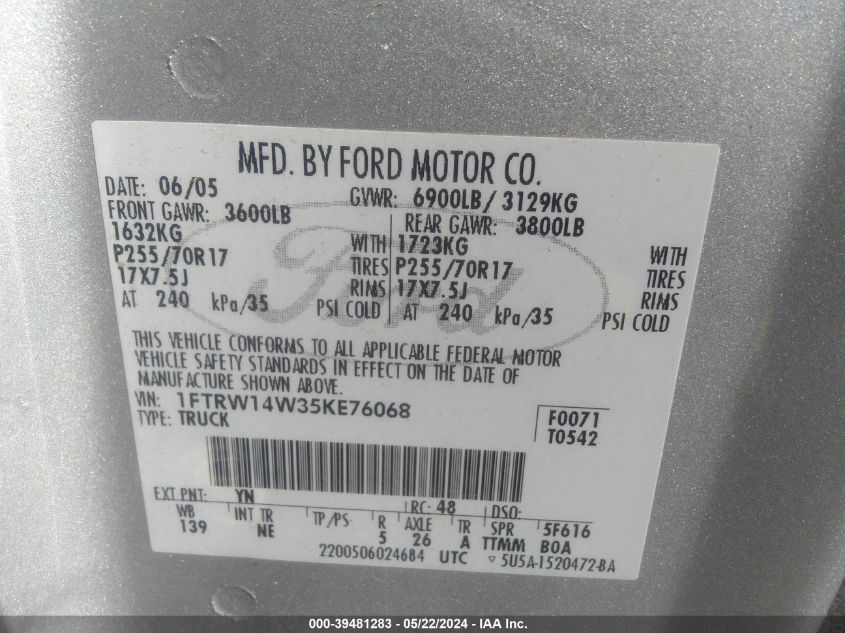 MFD. BY FORD MOTOR CO.
DATE: 06/05 GVWR: 6900LB/ 3129KG
FRONT GAWR: 3600LB REAR GAWR: 3800LB
1632KG WITH 1723KG WITH
P255/70R17 TIRES P255/70R17 TIRES
17X7.5J RIMS 17X7.5J RIMS
AT 240 kPa/35 PSI COLD AT 240 kPa/35 PSI COLD
Ford
THIS VEHICLE CONFORMS TO ALL APPLICABLE FEDERAL MOTOR
VEHICLE SAFETY STANDARDS IN EFFECT ON THE DATE OF
MANUFACTURE SHOWN ABOVE.
VIN: 1FTRW14W35KE76068 F0071
TYPE: TRUCK T0542
EXT PNT: YN RC: 48 DSO:
WB INT TR TP/PS R AXLE TR SPR 5F616
139 NE 5 26 A TTMM BOA
2200506024684 UTC ▿ 5U5A-1520472-BA
000-39481283 - 05/22/2024 - IAA Inc.